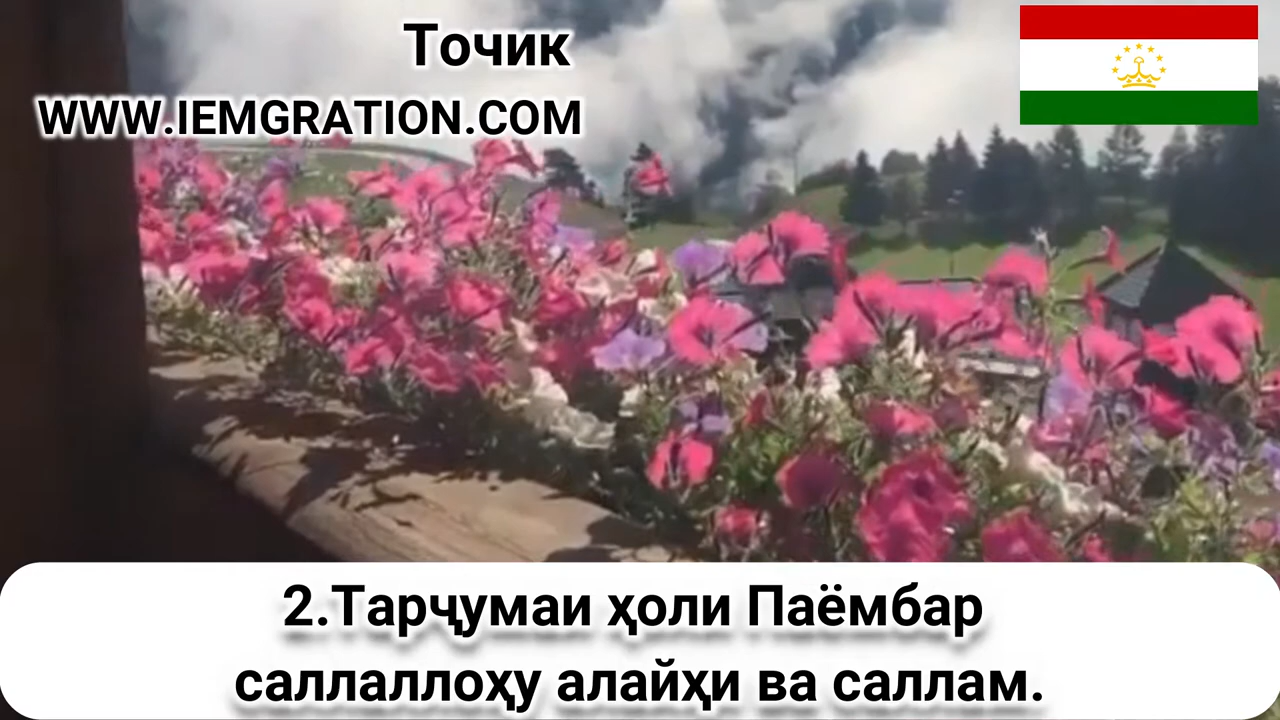 Точик
WWW.IEMGRATION.COM
2.Тарҷумаи ҳоли Паёмбар
саллаллоҳу алайҳи ва саллам.